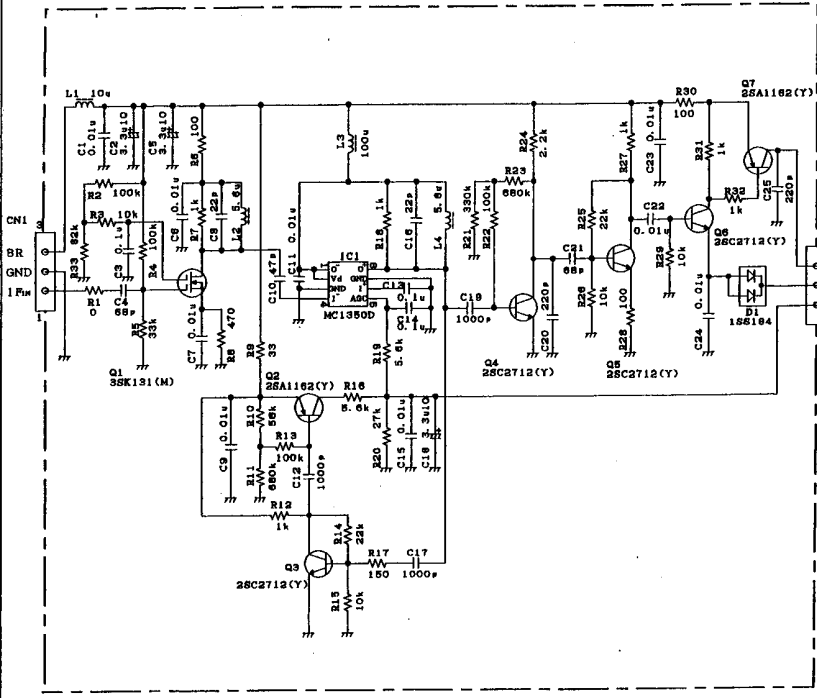 L1 10u
C1 0.01u
C2 3.3u10
C5 3.3u10
R6 100
L3 100u
R24 2.2k
R27 1k
C23 0.01u
R30 100
R31 1k
Q7
2SA1162(Y)
CN1
3
BR
GND
IFIN
1
R2
100k
R3 10k
R33 82k
C3 0.1u
R4 100k
R1
0
C4
68p
R5 33k
Q1
3SK131(M)
C6 0.01u
R7 1k
C8 22p
L2 5.6u
C7 0.01u
R8 470
R9 33
C10 47p
C11 0.01u
IC1
MC1350D
R18 1k
C16 22p
L4 5.6u
C13
0.1u
C14
0.1u
R19 5.6k
R21 330k
R22 100k
R23
680k
C19
1000p
Q4
2SC2712(Y)
C20 220p
C21
68p
R25 22k
R26 10k
R28 100
Q5
2SC2712(Y)
C22
0.01u
R29 10k
R32
1k
Q6
2SC2712(Y)
C25 220p
C24 0.01u
D1
1SS184
Q2
2SA1162(Y)
R16
5.6k
C9 0.01u
R10 56k
R11 680k
R13
100k
C12 1000p
R20 27k
C15 0.01u
C18 3.3u10
R12
1k
R14 22k
Q3
2SC2712(Y)
R15 10k
R17
150
C17
1000p